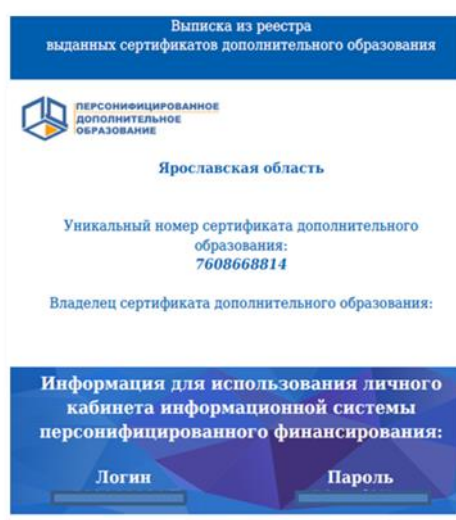 Выписка из реестра
выданных сертификатов дополнительного образования
ПЕРСОНИФИЦИРОВАННОЕ
ДОПОЛНИТЕЛЬНОЕ
ОБРАЗОВАНИЕ
Ярославская область
Уникальный номер сертификата дополнительного
образования:
7608668814
Владелец сертификата дополнительного образования:
Информация для использования личного
кабинета информационной системы
персонифицированного финансирования:
Логин Пароль